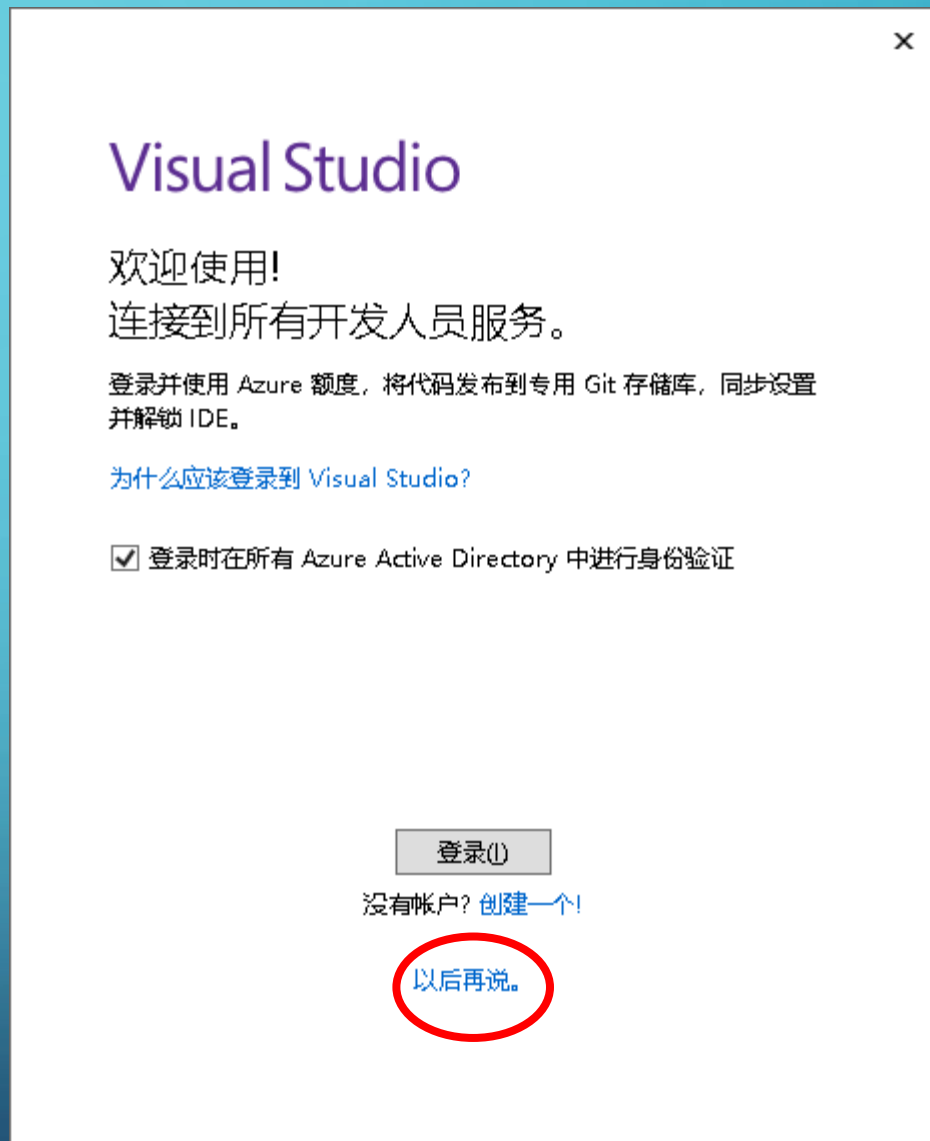 Visual Studio
欢迎使用!
连接到所有开发人员服务。
登录并使用 Azure 额度，将代码发布到专用 Git 存储库，同步设置
并解锁 IDE。
为什么应该登录到 Visual Studio?
登录时在所有 Azure Active Directory 中进行身份验证
登录(I)
没有帐户? 创建一个!
以后再说。